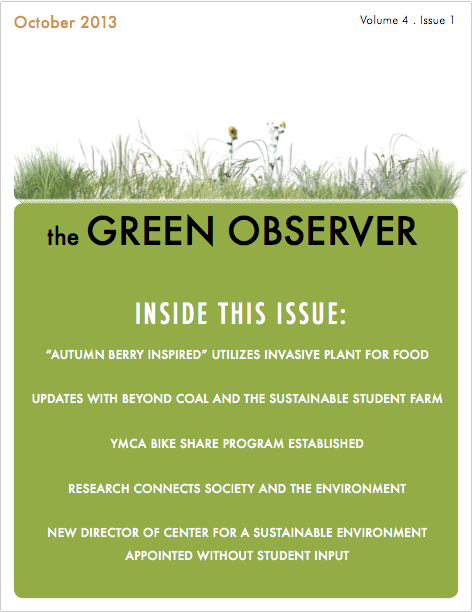 October 2013
Volume 4 . Issue 1
the GREEN OBSERVER
INSIDE THIS ISSUE:
“AUTUMN BERRY INSPIRED” UTILIZES INVASIVE PLANT FOR FOOD
UPDATES WITH BEYOND COAL AND THE SUSTAINABLE STUDENT FARM
YMCA BIKE SHARE PROGRAM ESTABLISHED
RESEARCH CONNECTS SOCIETY AND THE ENVIRONMENT
NEW DIRECTOR OF CENTER FOR A SUSTAINABLE ENVIRONMENT
APPOINTED WITHOUT STUDENT INPUT